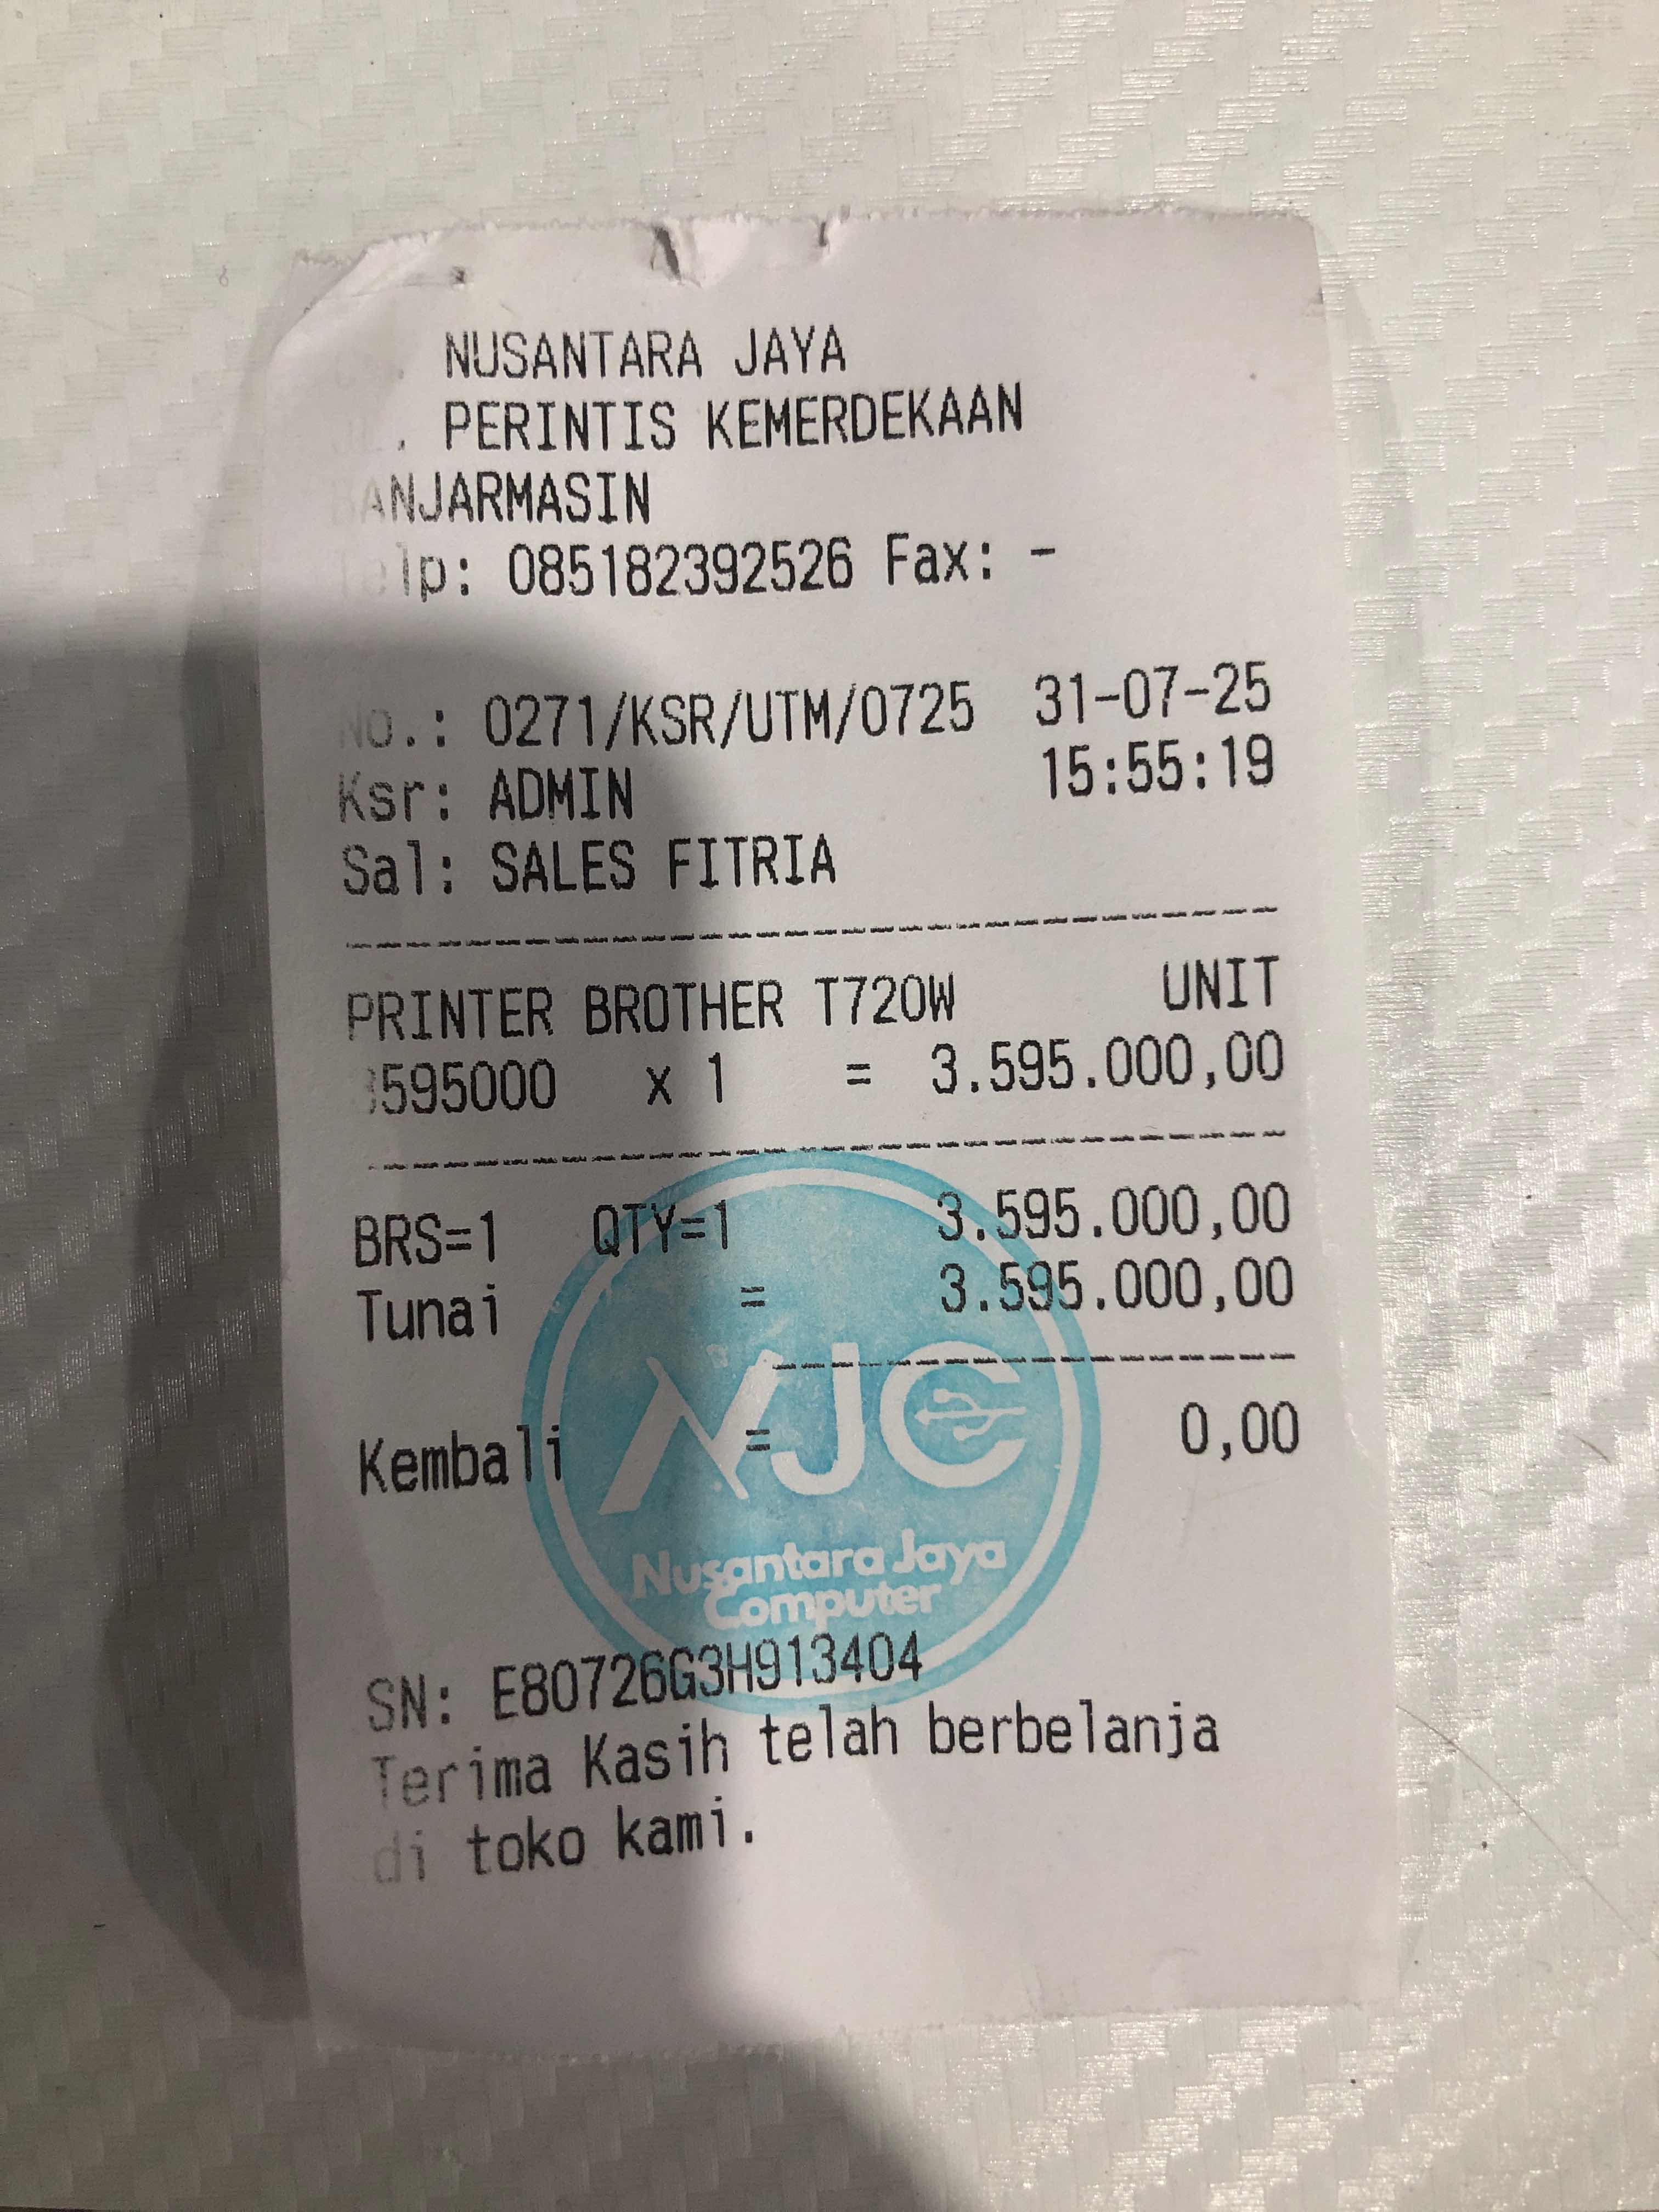 NUSANTARA JAYA
PERINTIS KEMERDEKAAN
BANJARMASIN
Telp: 085182392526 Fax: -
No.: 0271/KSR/UTM/0725 31-07-25
Ksr: ADMIN 15:55:19
Sal: SALES FITRIA
PRINTER BROTHER T720W UNIT
3595000 x 1 = 3.595.000,00
BRS=1 QTY=1 3.595.000,00
Tunai = 3.595.000,00
Kembali = 0,00
NJC
Nusantara Jaya
Computer
SN: E80726G3H913404
Terima Kasih telah berbelanja
di toko kami.